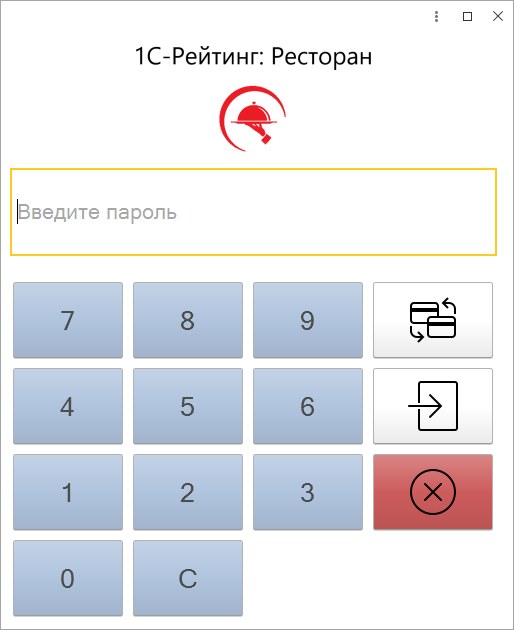 1С-Рейтинг: Ресторан
Введите пароль
7 8 9
4 5 6
1 2 3
0 C